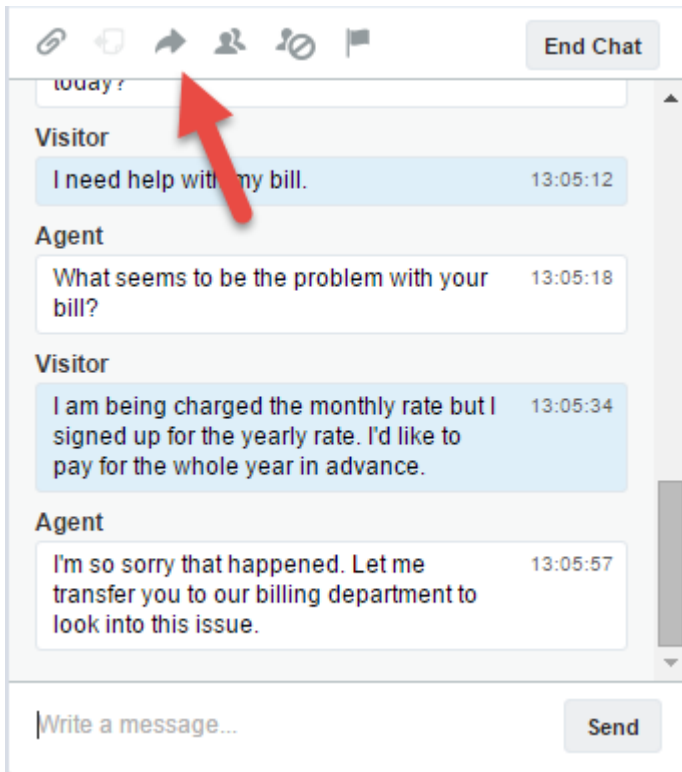 End Chat
today?
Visitor
I need help with my bill.
13:05:12
Agent
What seems to be the problem with your
13:05:18
bill?
Visitor
I am being charged the monthly rate but I
13:05:34
signed up for the yearly rate. I'd like to
pay for the whole year in advance.
Agent
I'm so sorry that happened. Let me
13:05:57
transfer you to our billing department to
look into this issue.
Write a message...
Send